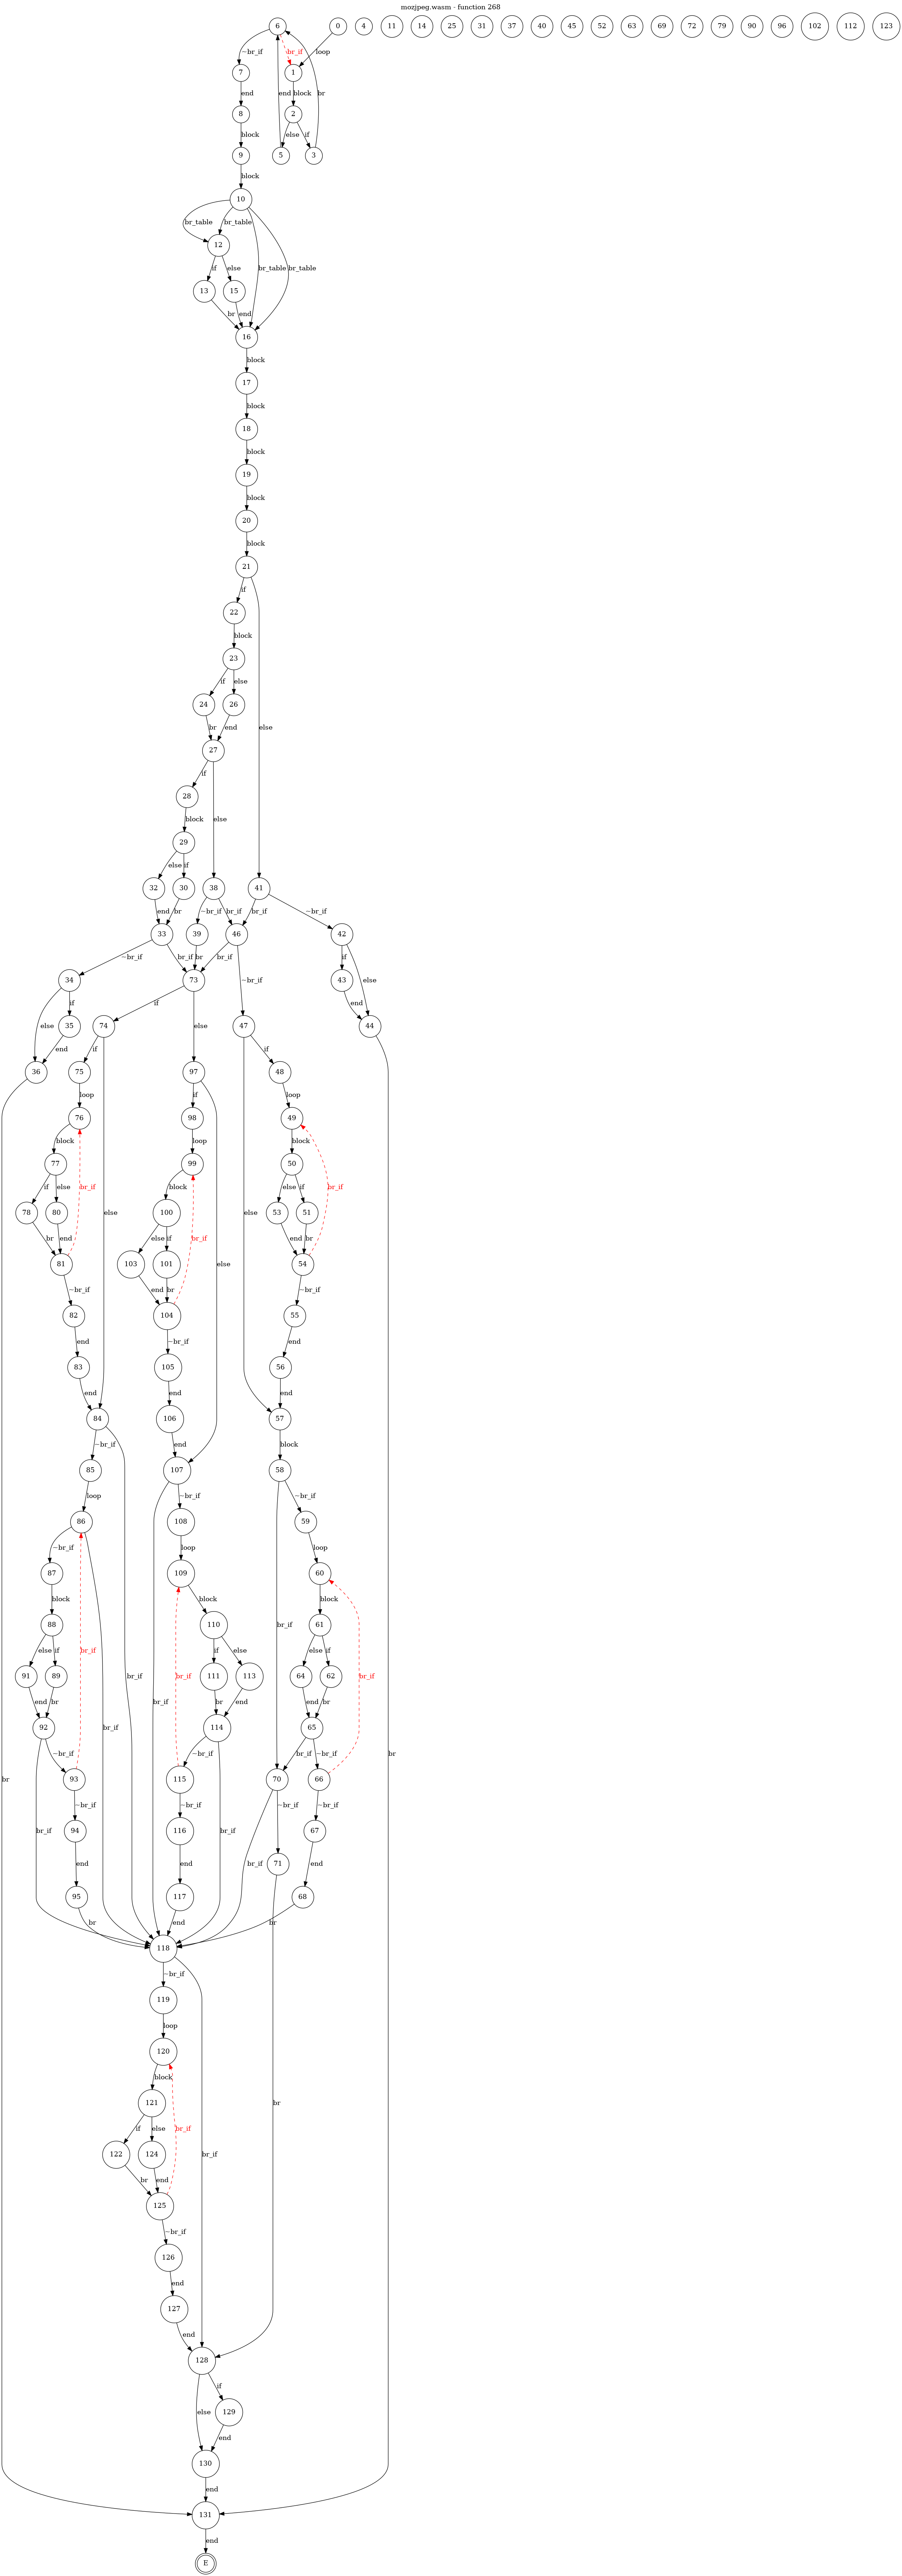 mozjpeg.wasm - function 268
6 0 4 11 14 25 31 37 40 45 52 63 69 72 79 90 96 102 112 123
~br_if br_if loop
7 1
end end block br
8 2
block else if
9 5 3
block
10
br_table br_table
12
if else br_table br_table
13 15
br end
16
block
17
block
18
block
19
block
20
block
21
if
22
block
23
if else
24 26 else
br end
27
if
28
block else
29
else if
32 30 38 41
end br ~br_if br_if br_if ~br_if
33 39 46 42
~br_if br_if br br_if if
34 73 ~br_if 43 else
else if if end
35 74 else 47 44
end if if
36 75 97 48
loop if loop
76 98 49
block loop block
77 br_if 99 else if br_if
if else block 53 51
78 80 else 100 else if br_if else end br
br end 103 101 54
81 end br ~br_if
~br_if 104 55
82 ~br_if end
end 105 56
83 end end
end 106 57
84 end block
~br_if 107 58
85 ~br_if ~br_if
loop 108 59
86 loop loop
~br_if 109 60
87 block block
block 110 61
88 if else else if
else if br_if br_if 111 113 br_if 64 62 br_if
91 89 br_if br_if br end end br
end br br_if 114 65
92 ~br_if br_if ~br_if
~br_if 115 70 66
93 ~br_if ~br_if ~br_if
br br_if ~br_if 116 br_if 71 67 br
94 end br_if end
end 117 68
95 br end br
118
~br_if
119
loop
120
block br
121
if else br_if
122 124 br_if
br end
125
~br_if
126
end
127
end
128
if
129
else end
130
end
131
end
E